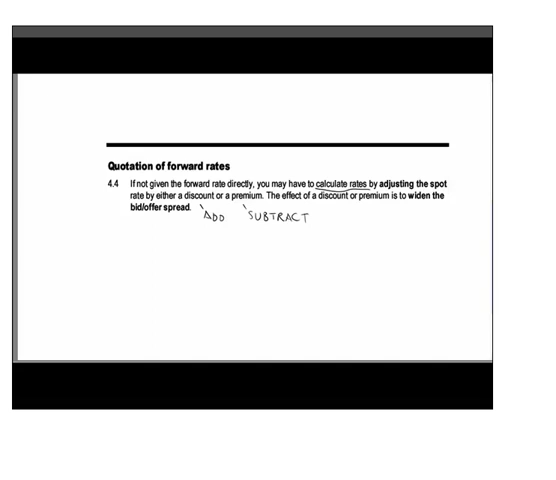 Quotation of forward rates
4.4 If not given the forward rate directly, you may have to calculate rates by adjusting the spot
rate by either a discount or a premium. The effect of a discount or premium is to widen the
bid/offer spread.
ADD SUBTRACT